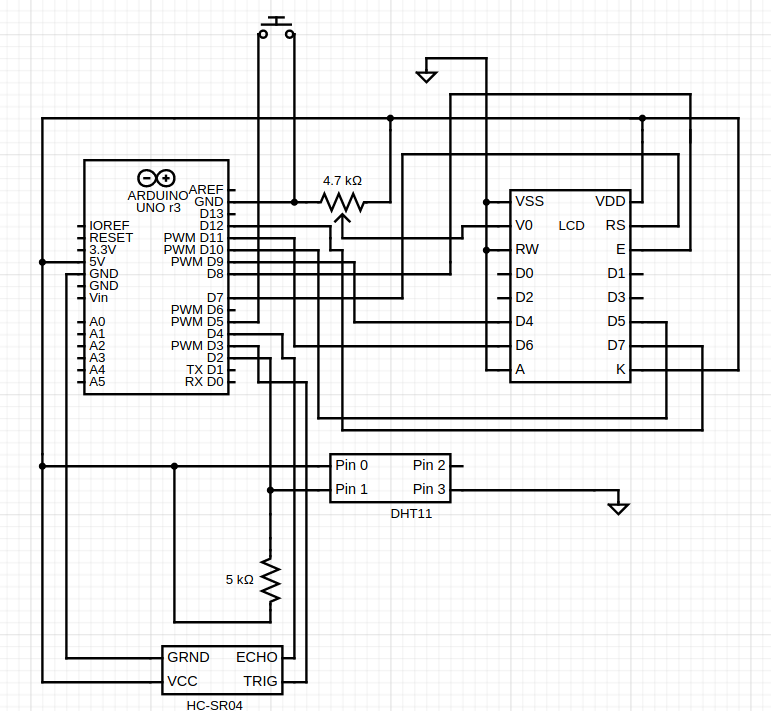 4.7 kΩ
ARDUINO
UNO r3
AREF
GND
D13
IOREF
D12
RESET
PWM D11
3.3V
PWM D10
5V
PWM D9
GND
D8
GND
Vin
D7
PWM D6
A0
PWM D5
A1
D4
A2
PWM D3
A3
D2
A4
TX D1
A5
RX D0
VSS
VDD
V0
LCD
RS
RW
E
D0
D1
D2
D3
D4
D5
D6
D7
A
K
Pin 0
Pin 2
Pin 1
Pin 3
DHT11
5 kΩ
GRND
ECHO
VCC
TRIG
HC-SR04